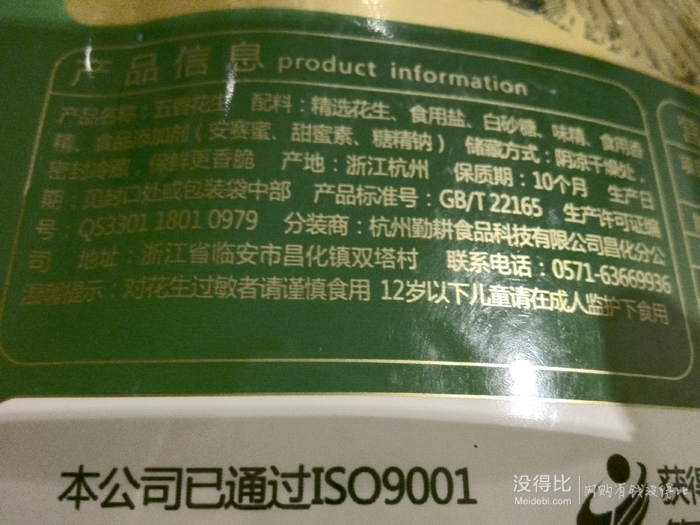 产品信息 product information
产品名称：五香花生 配料：精选花生、食用盐、白砂糖、味精、食用香
精、食品添加剂（安赛蜜、甜蜜素、糖精钠） 储藏方式：阴凉干燥处，
密封冷藏，保鲜更香脆 产地：浙江杭州 保质期：10个月 生产日
期：见封口处或包装袋中部 产品标准号：GB/T 22165 生产许可证编
号：QS3301 1801 0979 分装商：杭州勤耕食品科技有限公司昌化分公
司 地址：浙江省临安市昌化镇双塔村 联系电话：0571-63669936
温馨提示：对花生过敏者请谨慎食用 12岁以下儿童请在成人监护下食用
本公司已通过ISO9001
获得
没得比 网购有钱没得比
Meidebi.com